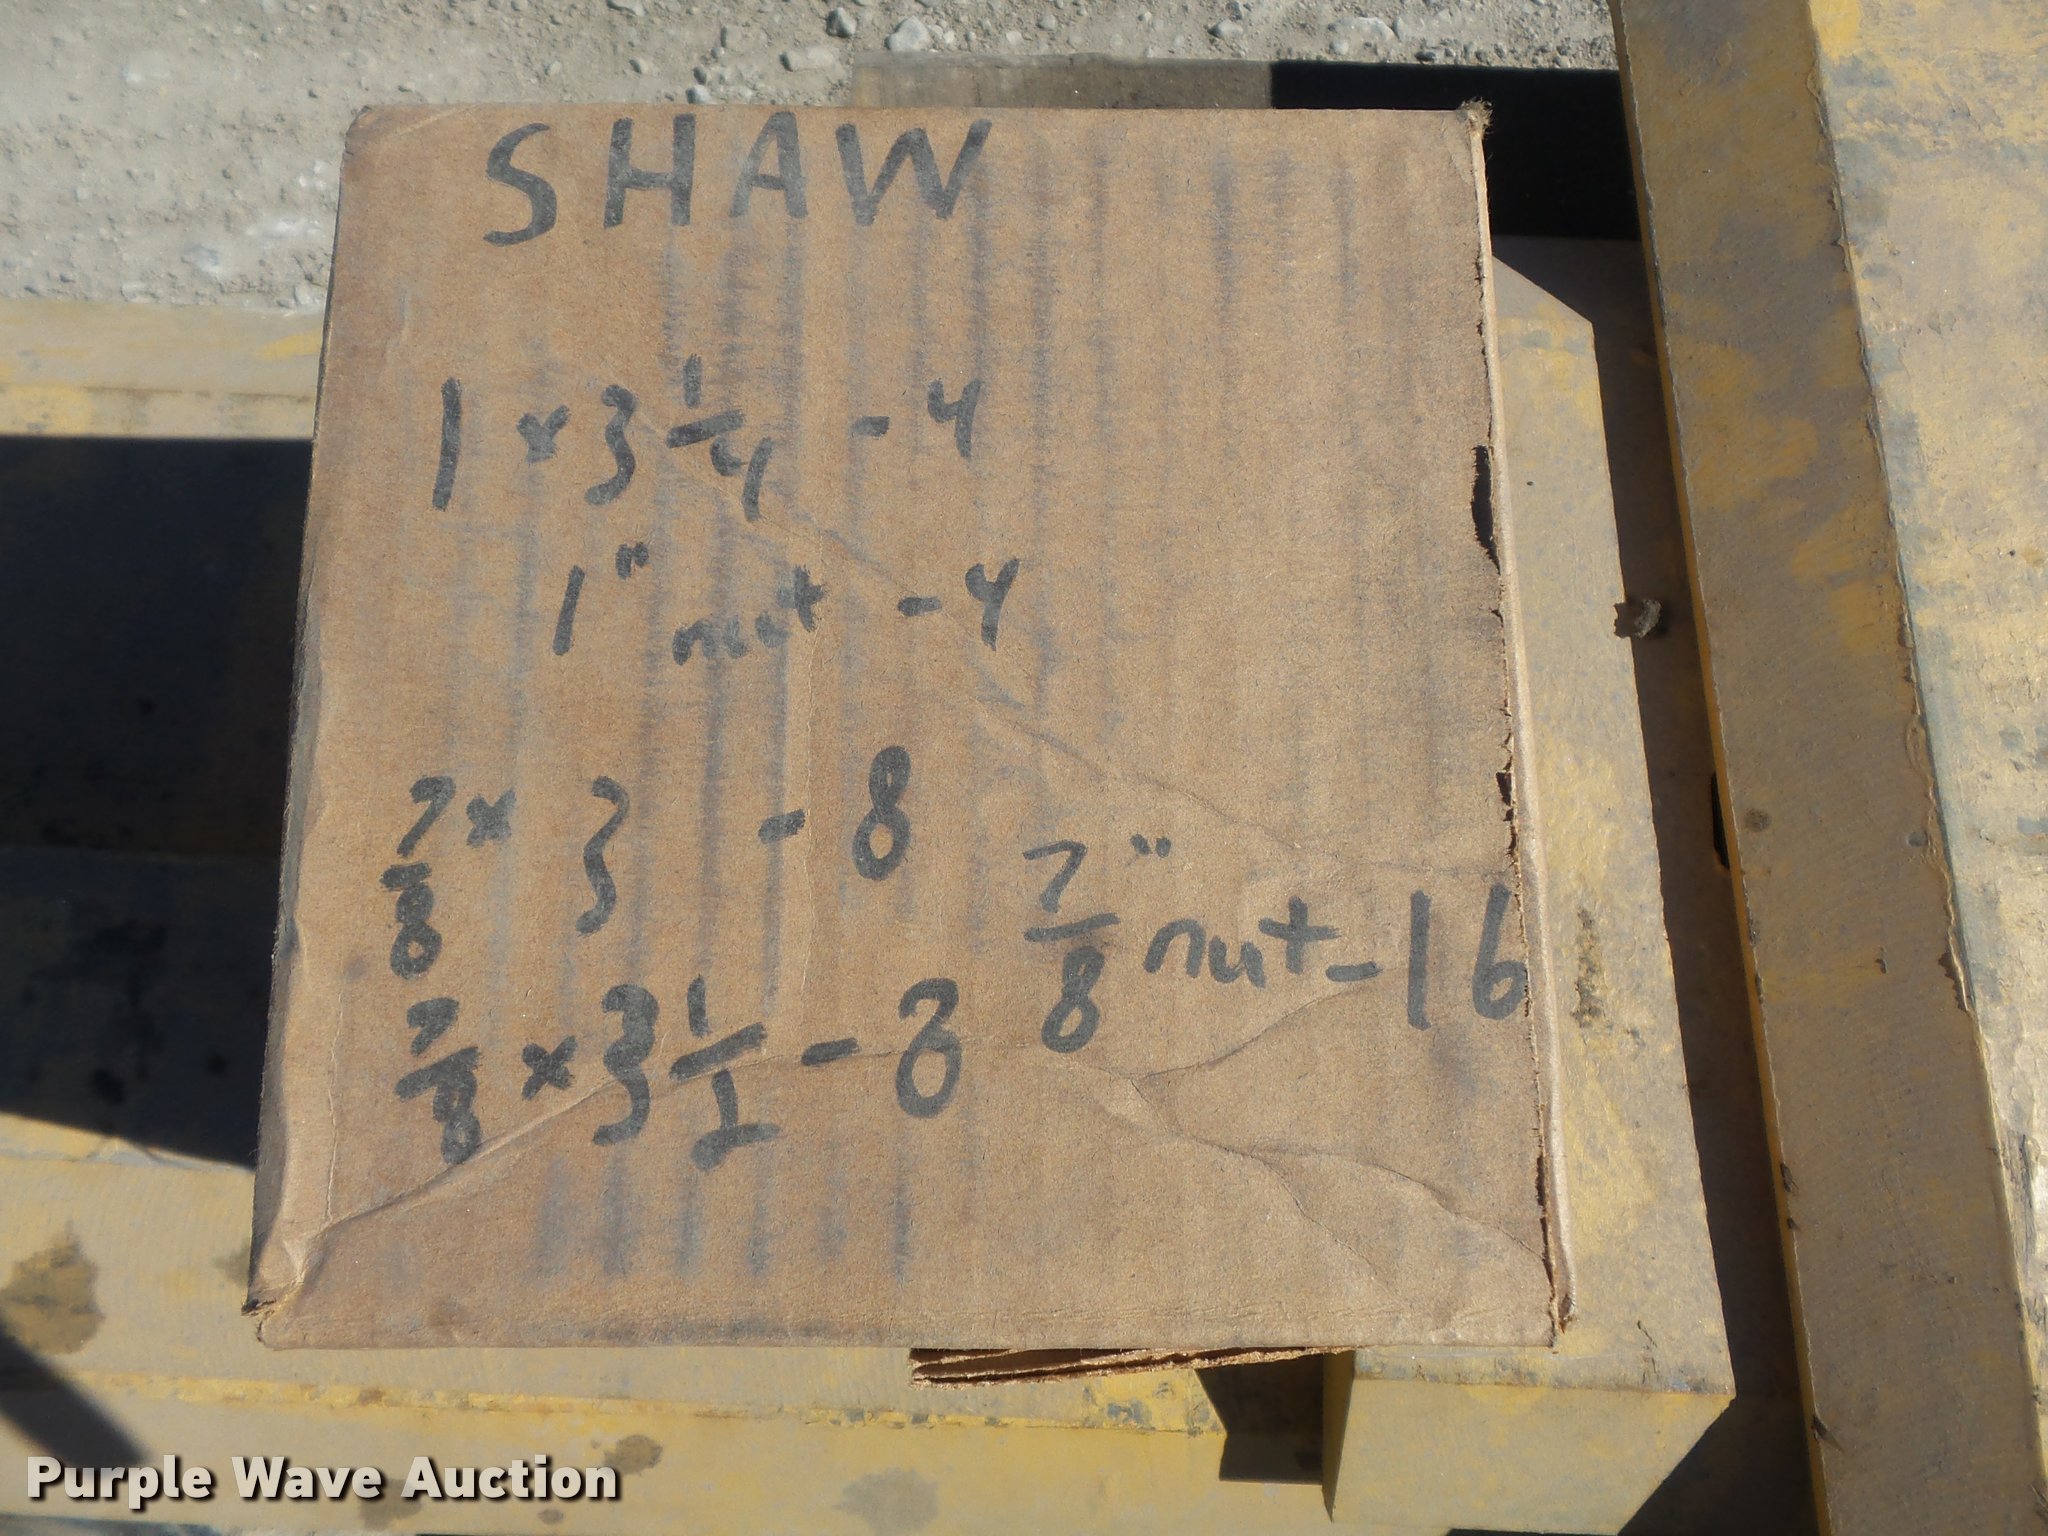 SHAW
1 x 3 1/4 - 4
1" nut - 4
7/8 x 3 - 8
7/8" nut - 16
7/8 x 3 1/2 - 8
Purple Wave Auction